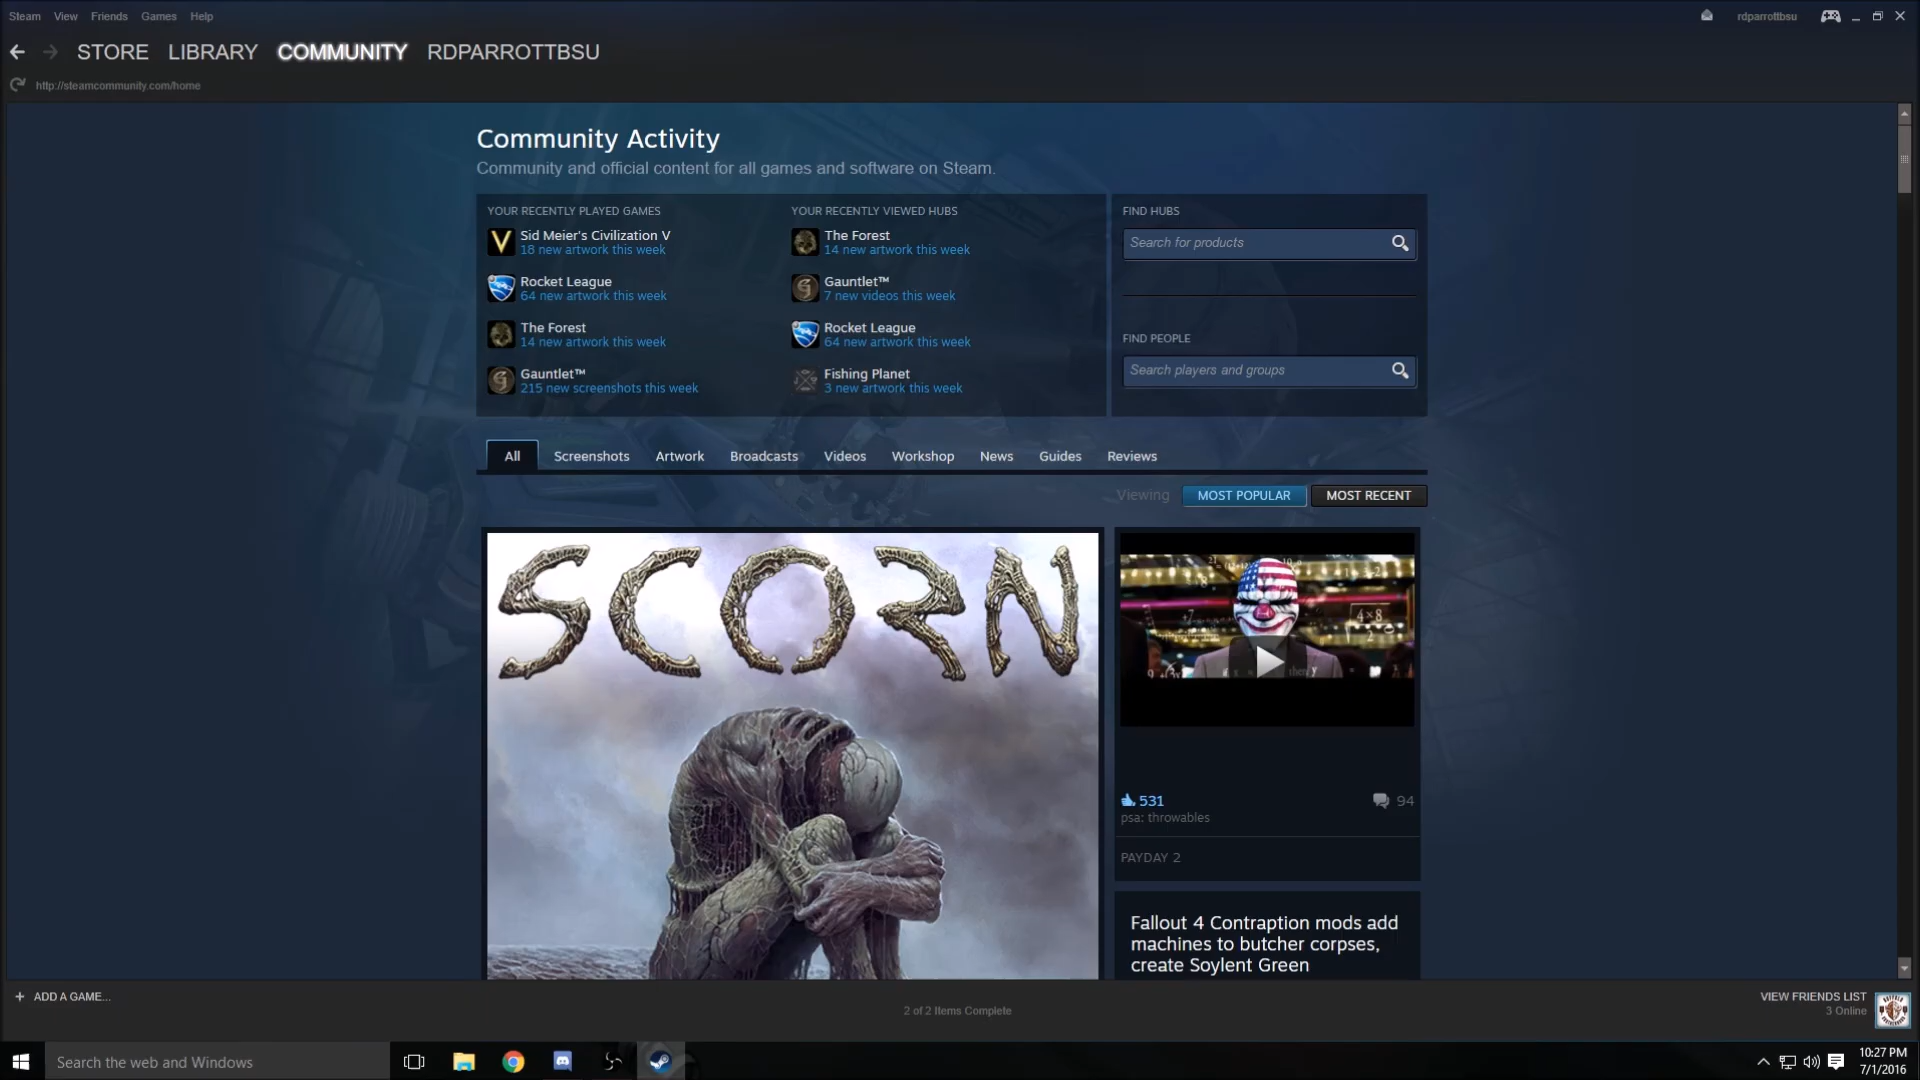 Steam View Friends Games Help
rdparrottbsu
STORE LIBRARY COMMUNITY RDPARROTTBSU
http://steamcommunity.com/home
Community Activity
Community and official content for all games and software on Steam.
YOUR RECENTLY PLAYED GAMES
Sid Meier's Civilization V
18 new artwork this week
Rocket League
64 new artwork this week
The Forest
14 new artwork this week
Gauntlet™
215 new screenshots this week
YOUR RECENTLY VIEWED HUBS
The Forest
14 new artwork this week
Gauntlet™
7 new videos this week
Rocket League
64 new artwork this week
Fishing Planet
3 new artwork this week
FIND HUBS
Search for products
FIND PEOPLE
Search players and groups
All Screenshots Artwork Broadcasts Videos Workshop News Guides Reviews
Viewing MOST POPULAR MOST RECENT
SCORN
531
94
psa: throwables
PAYDAY 2
Fallout 4 Contraption mods add
machines to butcher corpses,
create Soylent Green
+ ADD A GAME...
2 of 2 Items Complete
VIEW FRIENDS LIST
3 Online
Search the web and Windows
10:27 PM
7/1/2016